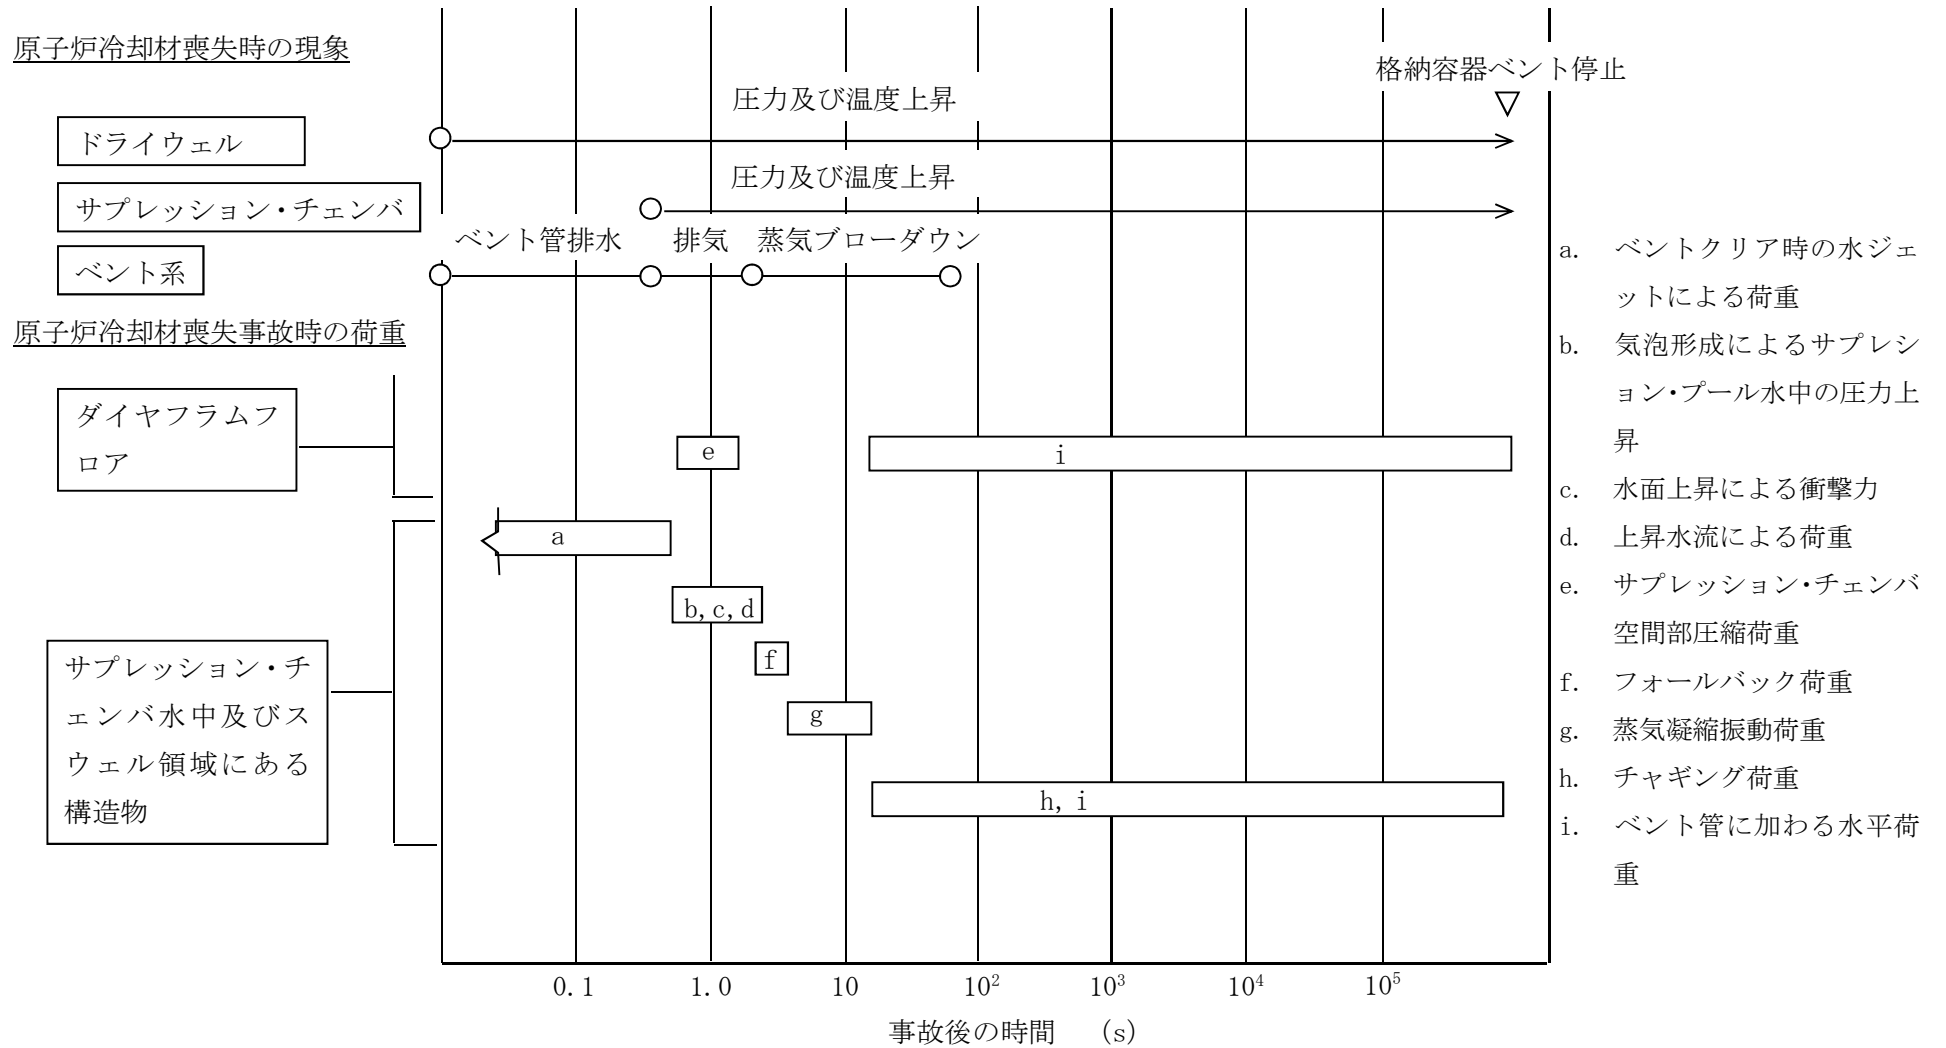 原子炉冷却材喪失時の現象
格納容器ベント停止
圧力及び温度上昇
ドライウェル
圧力及び温度上昇
サプレッション・チェンバ
ベント管排水 排気 蒸気ブローダウン
ベント系
原子炉冷却材喪失事故時の荷重
ダイヤフラムフ
ロア
e
i
a
b,c,d
サプレッション・チ
ェンバ水中及びス
ウェル領域にある
構造物
f
g
h,i
a. ベントクリア時の水ジェ
ットによる荷重
b. 気泡形成によるサプレシ
ョン・プール水中の圧力上
昇
c. 水面上昇による衝撃力
d. 上昇水流による荷重
e. サプレッション・チェンバ
空間部圧縮荷重
f. フォールバック荷重
g. 蒸気凝縮振動荷重
h. チャギング荷重
i. ベント管に加わる水平荷
重
0.1 1.0 10 10² 10³ 10⁴ 10⁵
事故後の時間 (s)